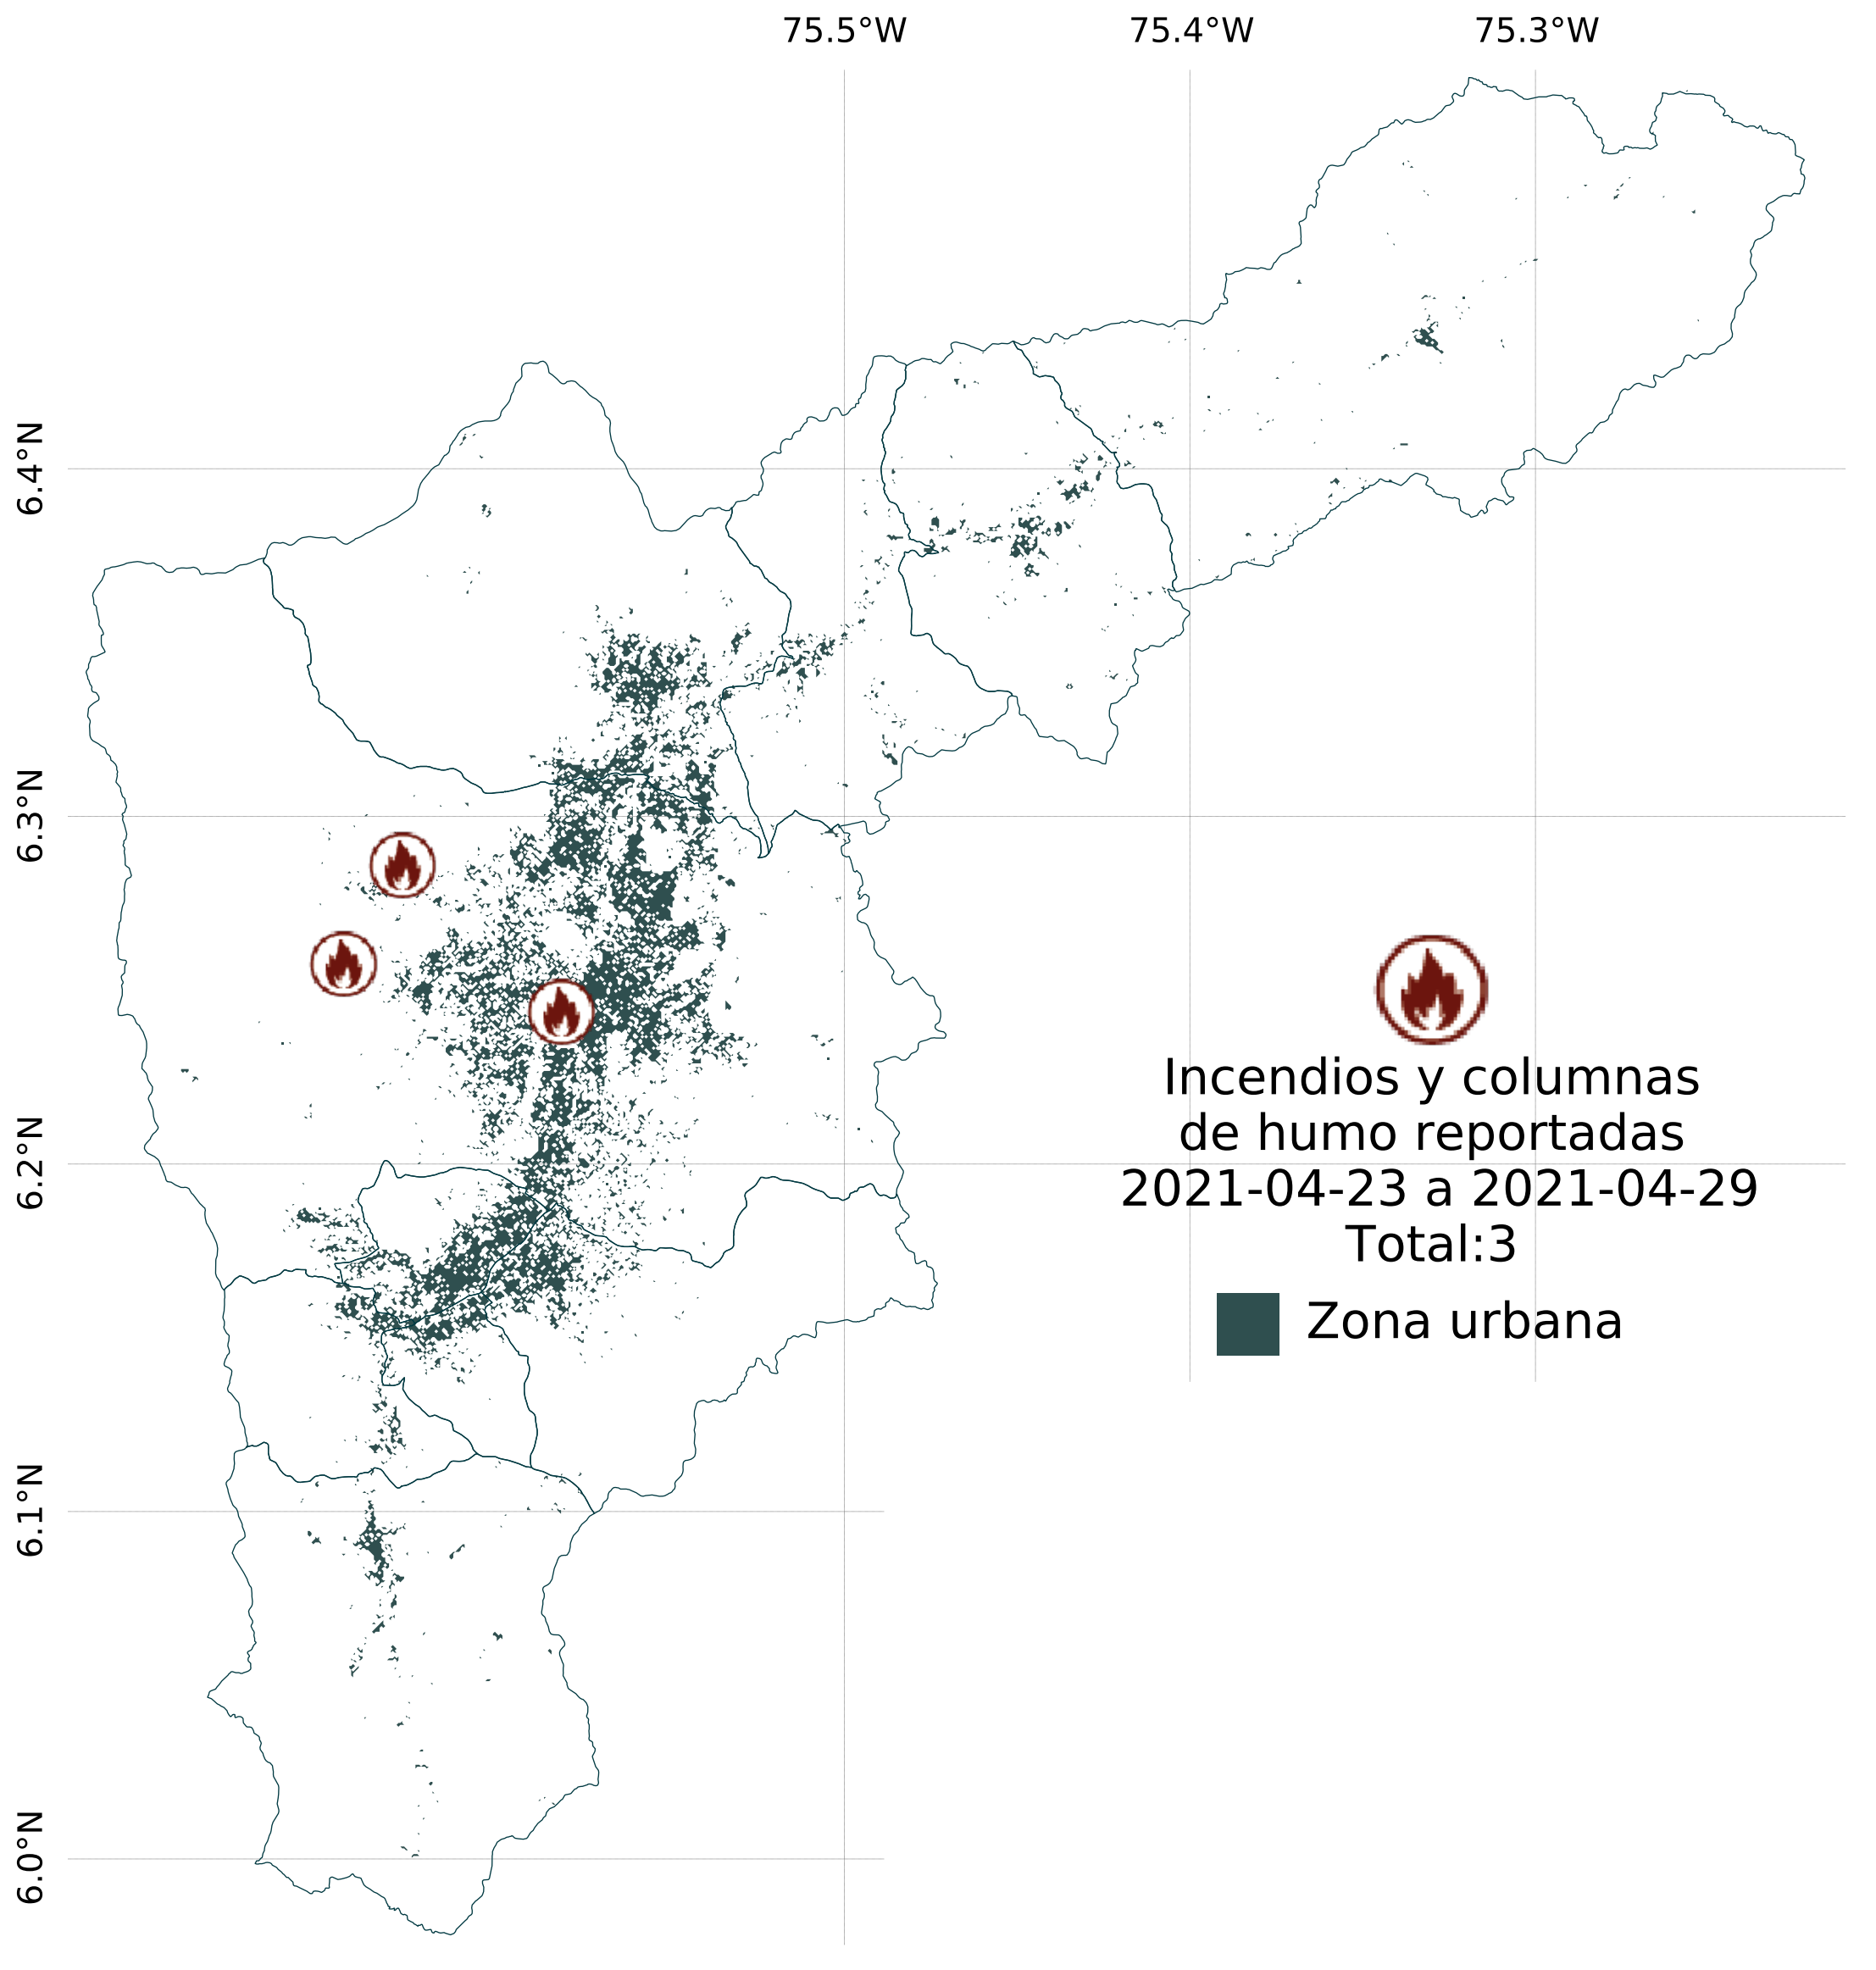 75.5°W 75.4°W 75.3°W
6.4°N
6.3°N
6.2°N
6.1°N
6.0°N
Incendios y columnas
de humo reportadas
2021-04-23 a 2021-04-29
Total:3
Zona urbana